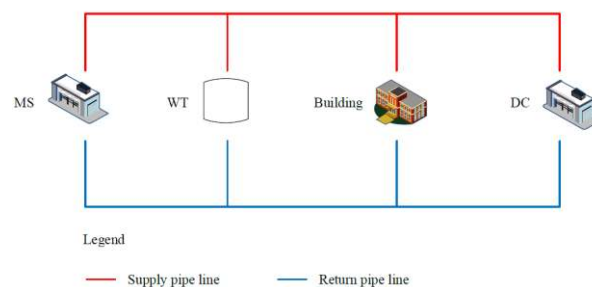 MS
WT
Building
DC
Legend
Supply pipe line
Return pipe line